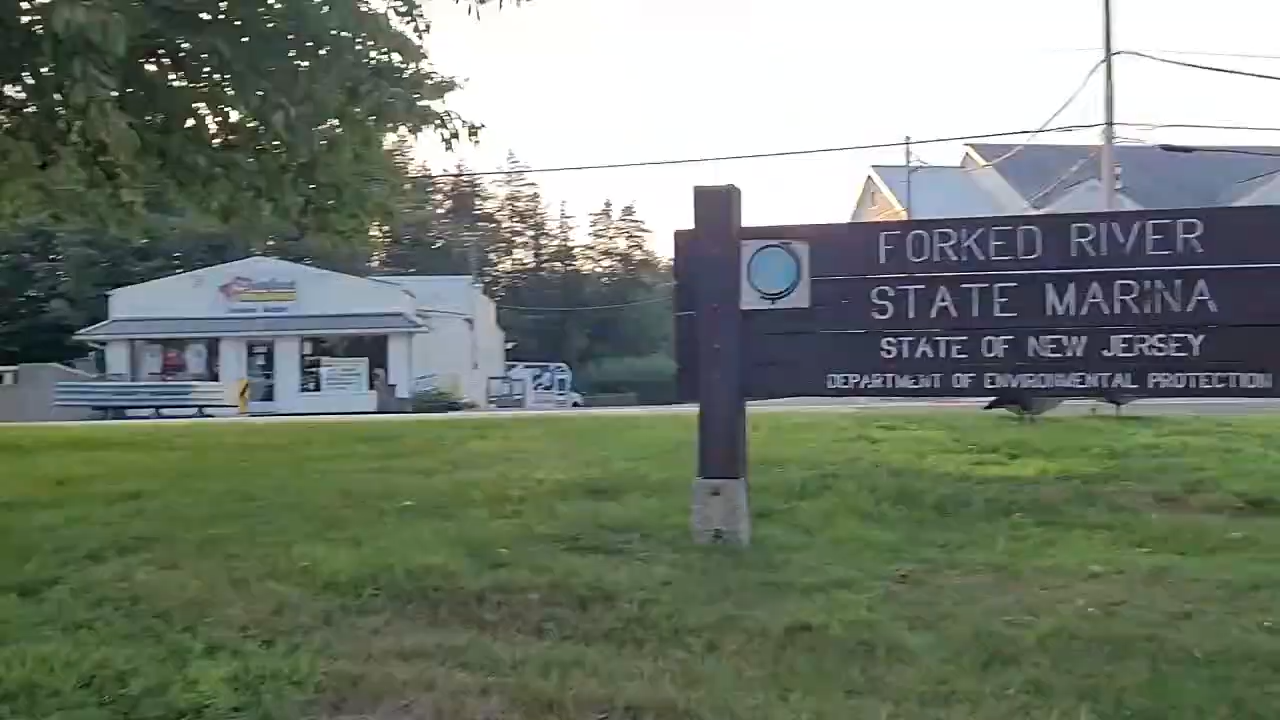 FORKED RIVER
STATE MARINA
STATE OF NEW JERSEY
DEPARTMENT OF ENVIRONMENTAL PROTECTION